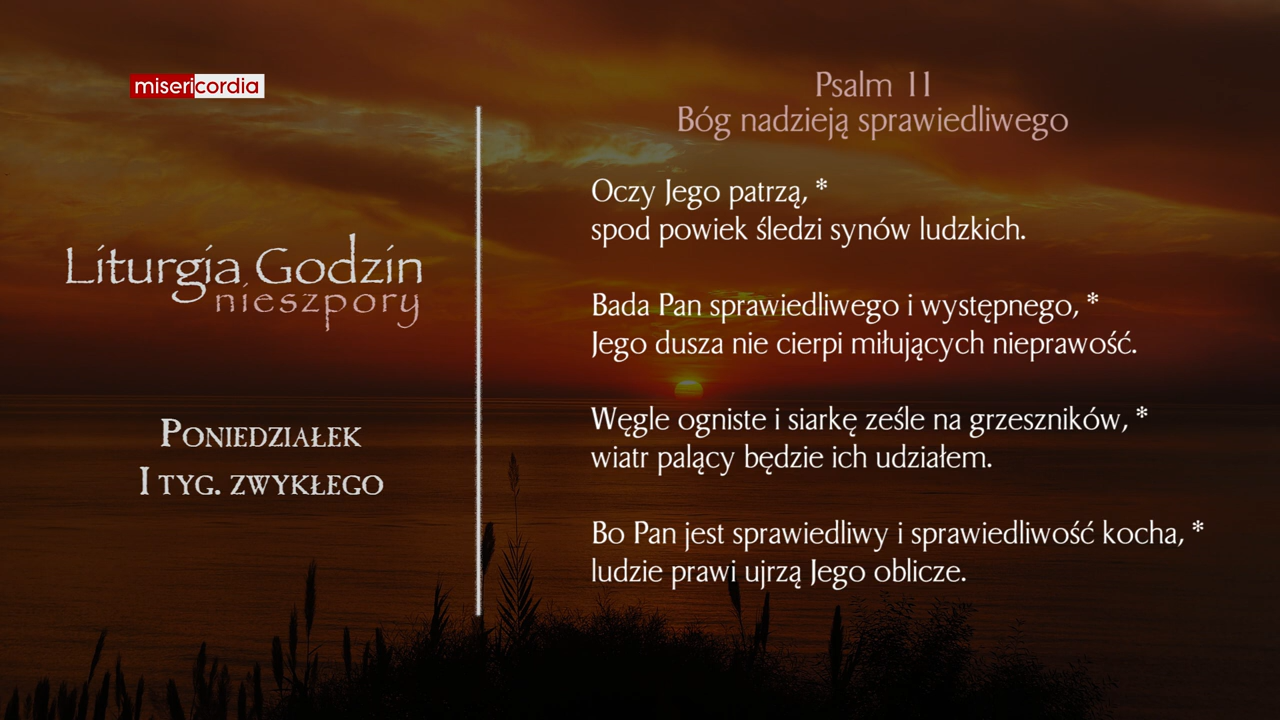 misericordia
Liturgia Godzin
nieszpory
Poniedziałek
I tyg. zwykłego
Psalm 11
Bóg nadzieją sprawiedliwego
Oczy Jego patrzą, *
spod powiek śledzi synów ludzkich.
Bada Pan sprawiedliwego i występnego, *
Jego dusza nie cierpi miłujących nieprawość.
Węgle ogniste i siarkę ześle na grzeszników, *
wiatr palący będzie ich udziałem.
Bo Pan jest sprawiedliwy i sprawiedliwość kocha, *
ludzie prawi ujrzą Jego oblicze.